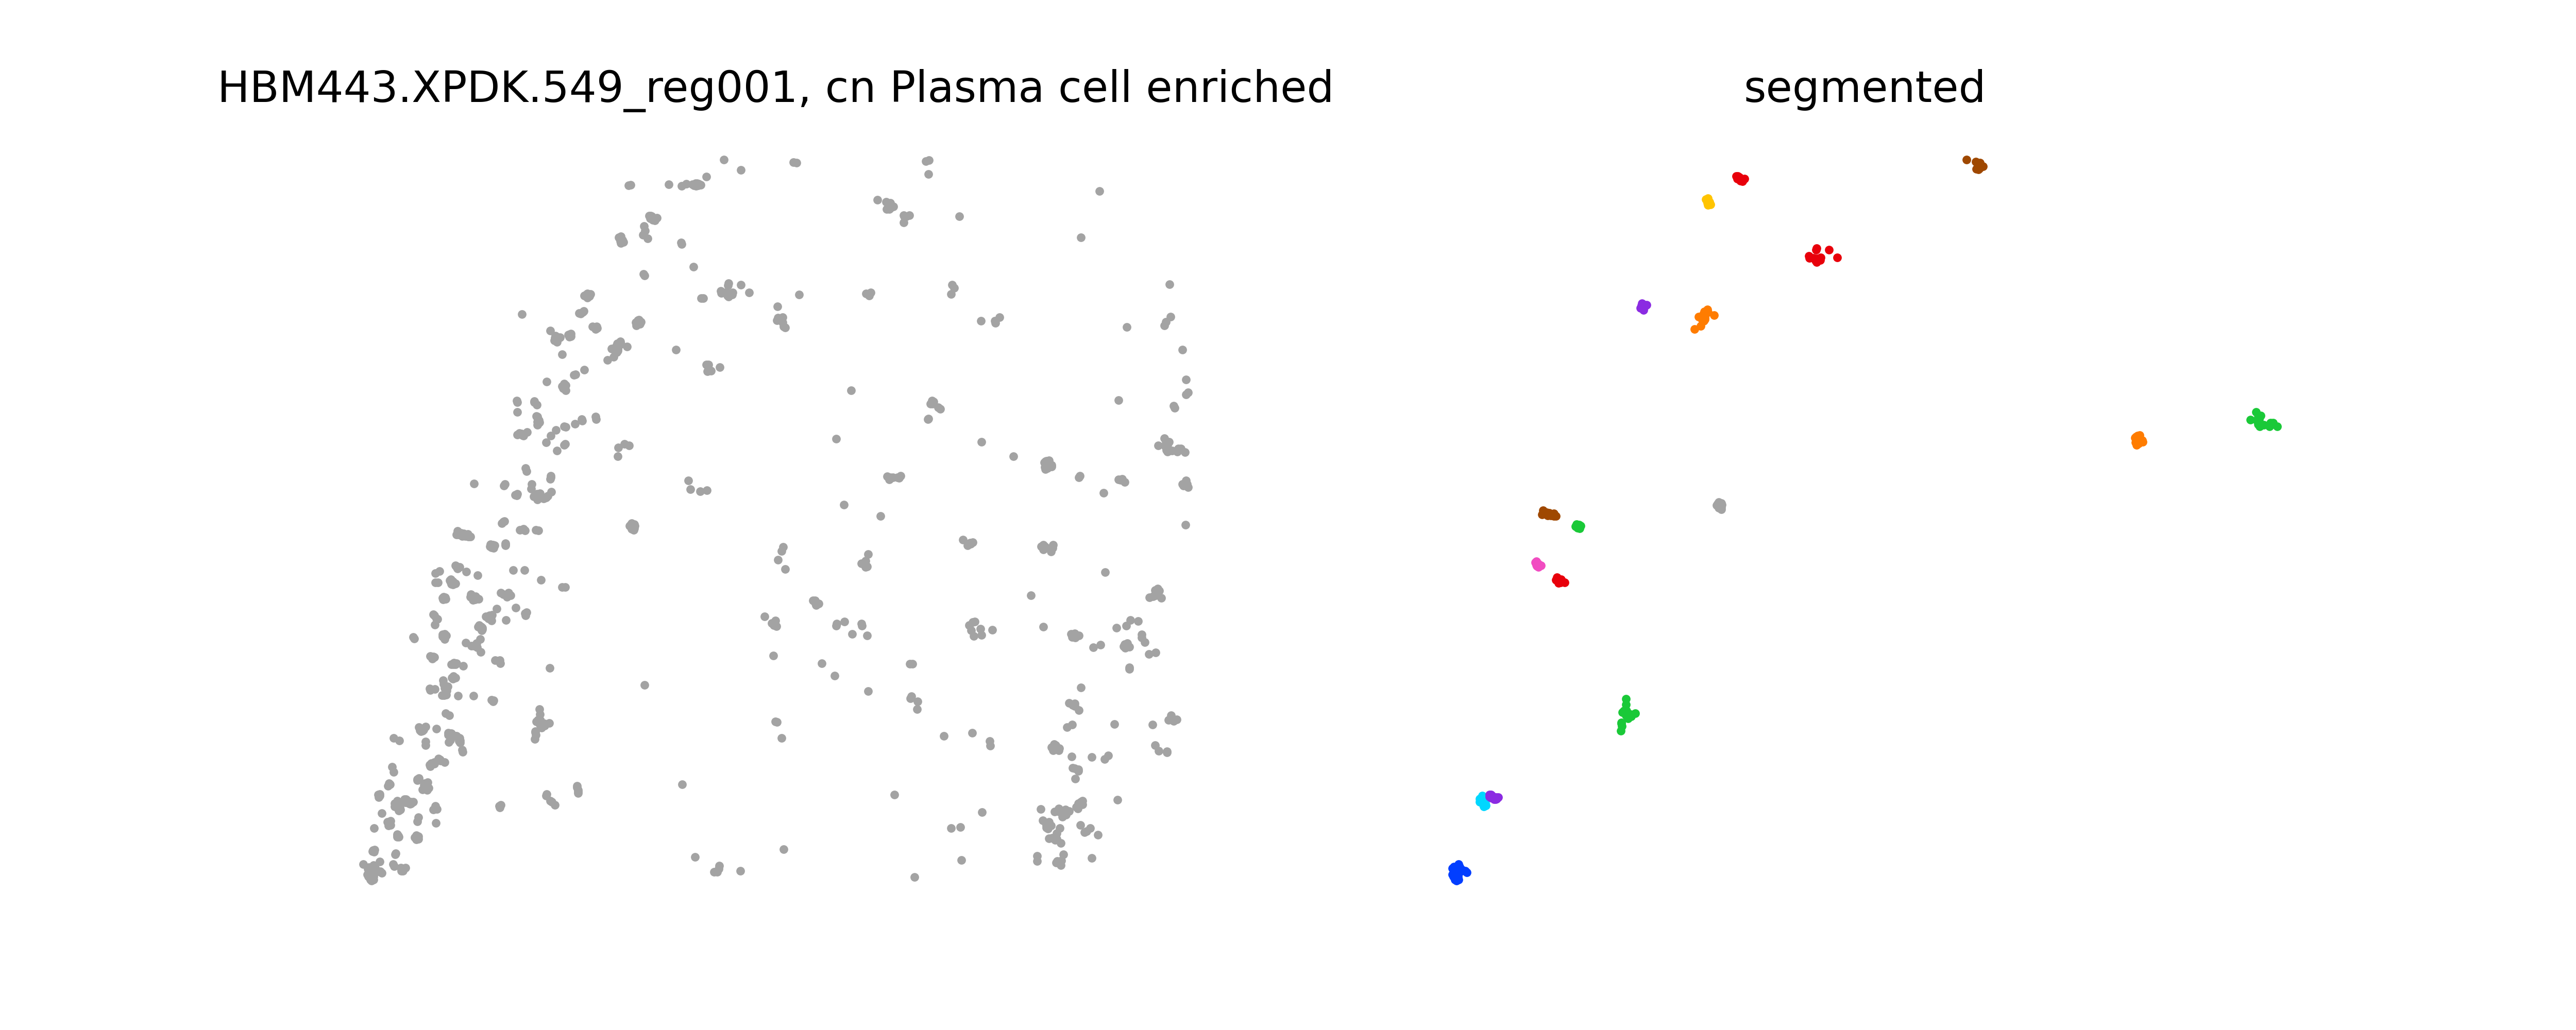 HBM443.XPDK.549_reg001, cn Plasma cell enriched
segmented